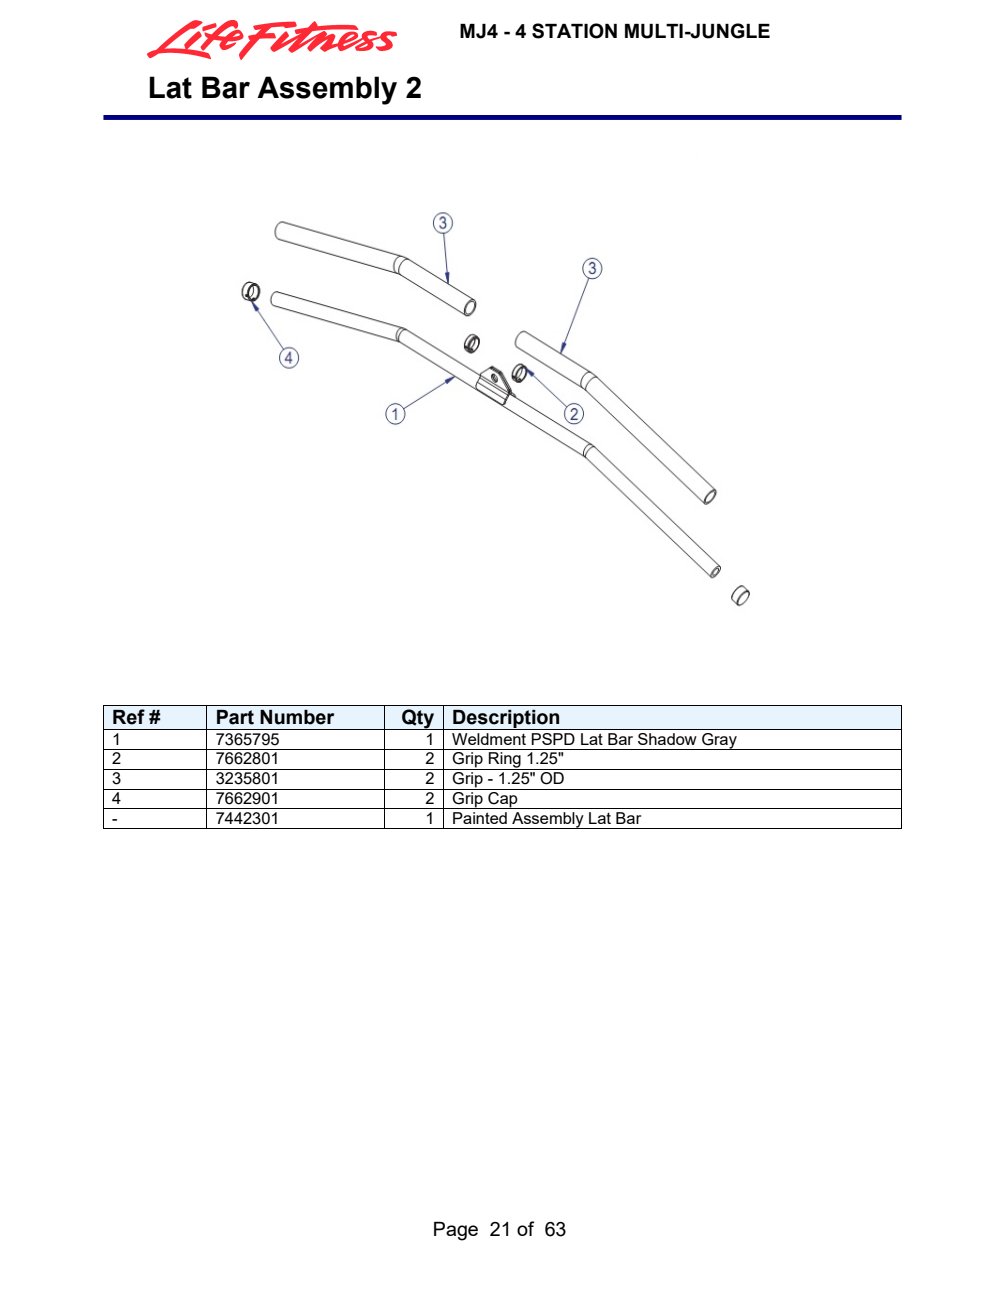 Life Fitness
MJ4 - 4 STATION MULTI-JUNGLE
Lat Bar Assembly 2
3
3
4
1
2
Ref # Part Number Qty Description
1 7365795 1 Weldment PSPD Lat Bar Shadow Gray
2 7662801 2 Grip Ring 1.25"
3 3235801 2 Grip - 1.25" OD
4 7662901 2 Grip Cap
- 7442301 1 Painted Assembly Lat Bar
Page 21 of 63